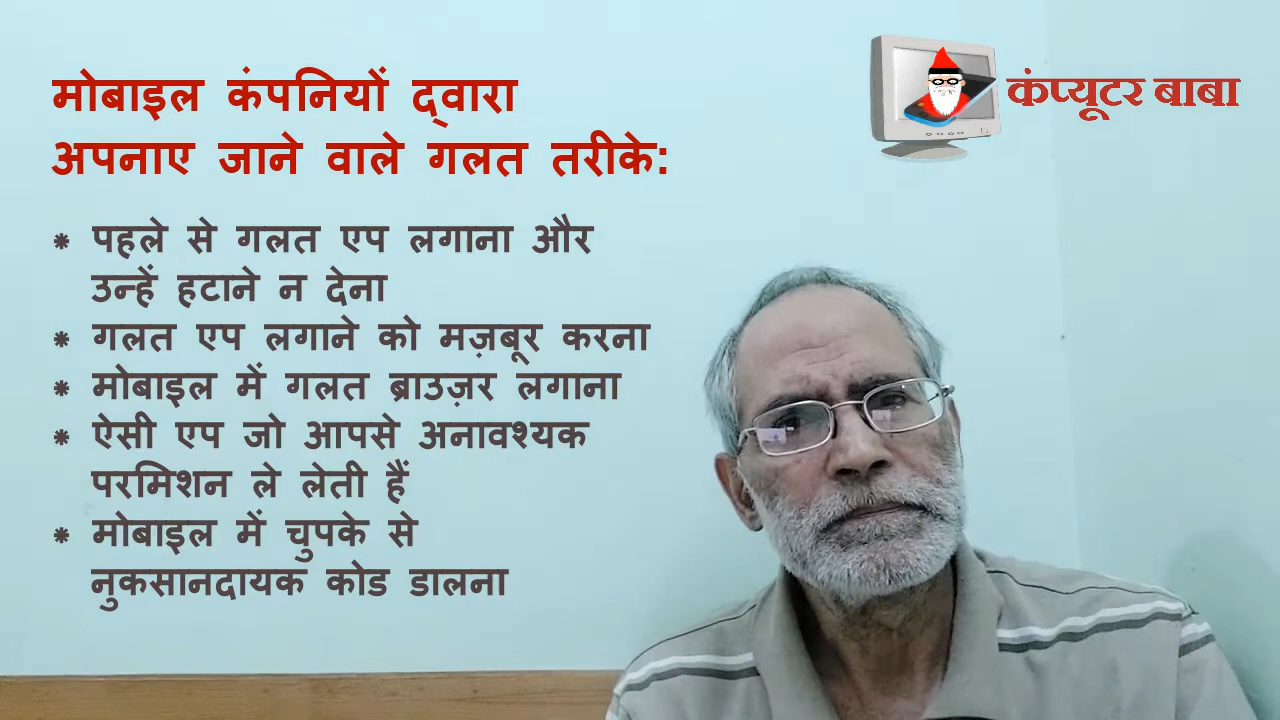 मोबाइल कंपनियों द्वारा
अपनाए जाने वाले गलत तरीके:
कंप्यूटर बाबा
* पहले से गलत एप लगाना और
उन्हें हटाने न देना
* गलत एप लगाने को मज़बूर करना
* मोबाइल में गलत ब्राउज़र लगाना
* ऐसी एप जो आपसे अनावश्यक
परमिशन ले लेती हैं
* मोबाइल में चुपके से
नुकसानदायक कोड डालना